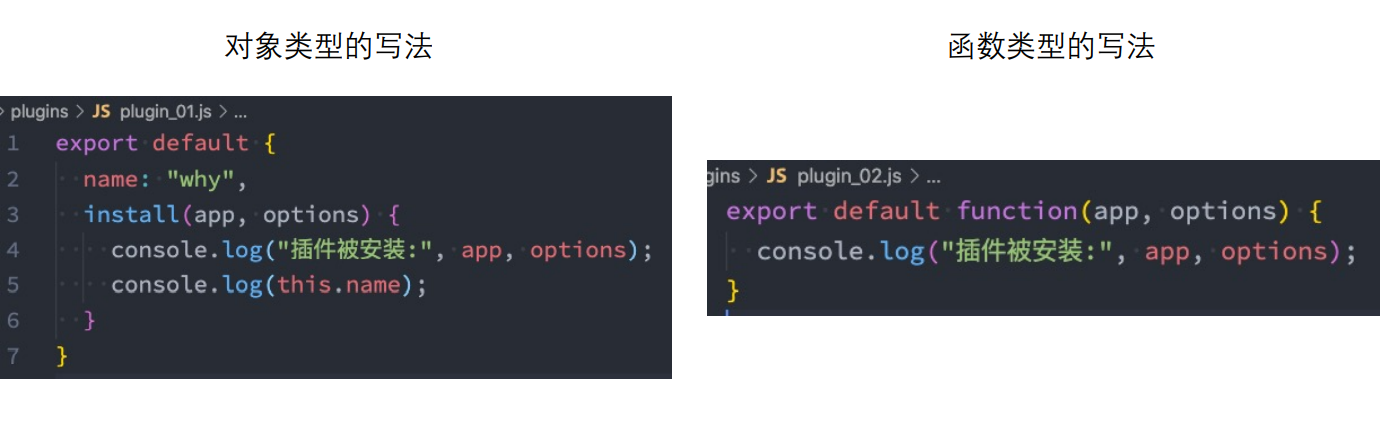 对象类型的写法
函数类型的写法
plugins > JS plugin_01.js > ...
1 export default {
2 name: "why",
3 install(app, options) {
4 console.log("插件被安装:", app, options);
5 console.log(this.name);
6 }
7 }
gins > JS plugin_02.js > ...
export default function(app, options) {
console.log("插件被安装:", app, options);
}